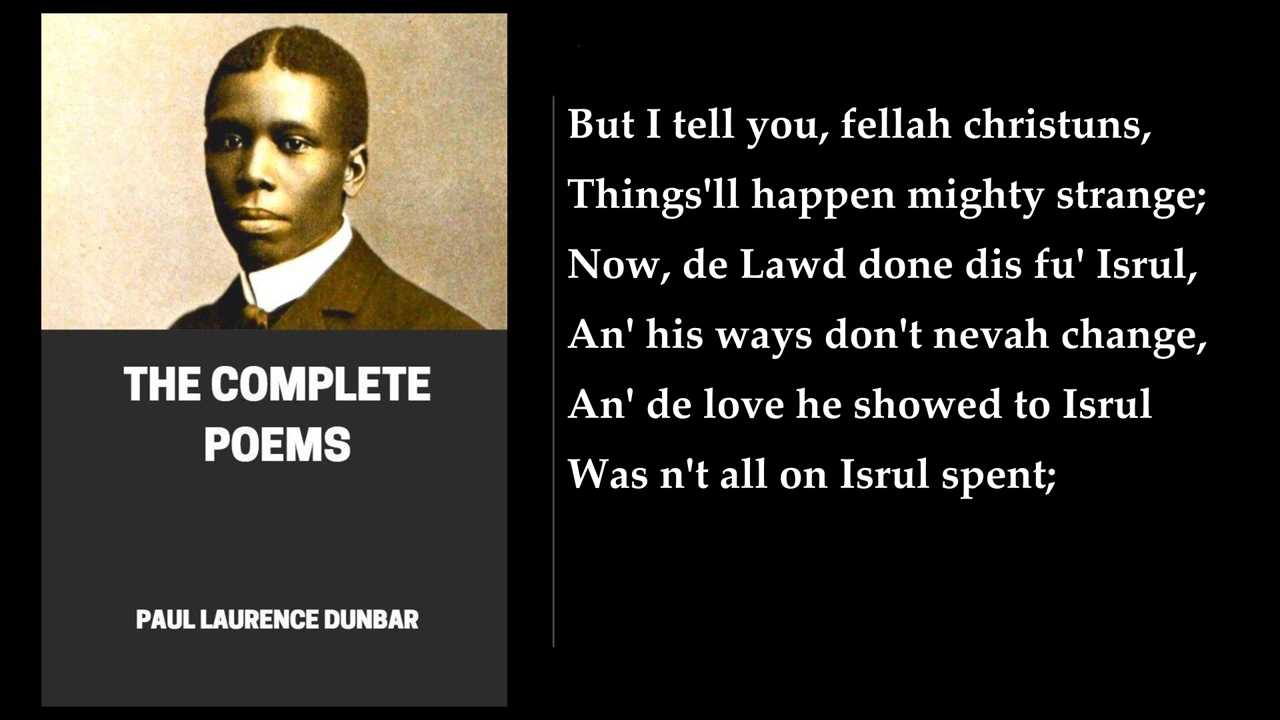 THE COMPLETE
POEMS
PAUL LAURENCE DUNBAR
But I tell you, fellah christuns,
Things'll happen mighty strange;
Now, de Lawd done dis fu' Isrul,
An' his ways don't nevah change,
An' de love he showed to Isrul
Was n't all on Isrul spent;